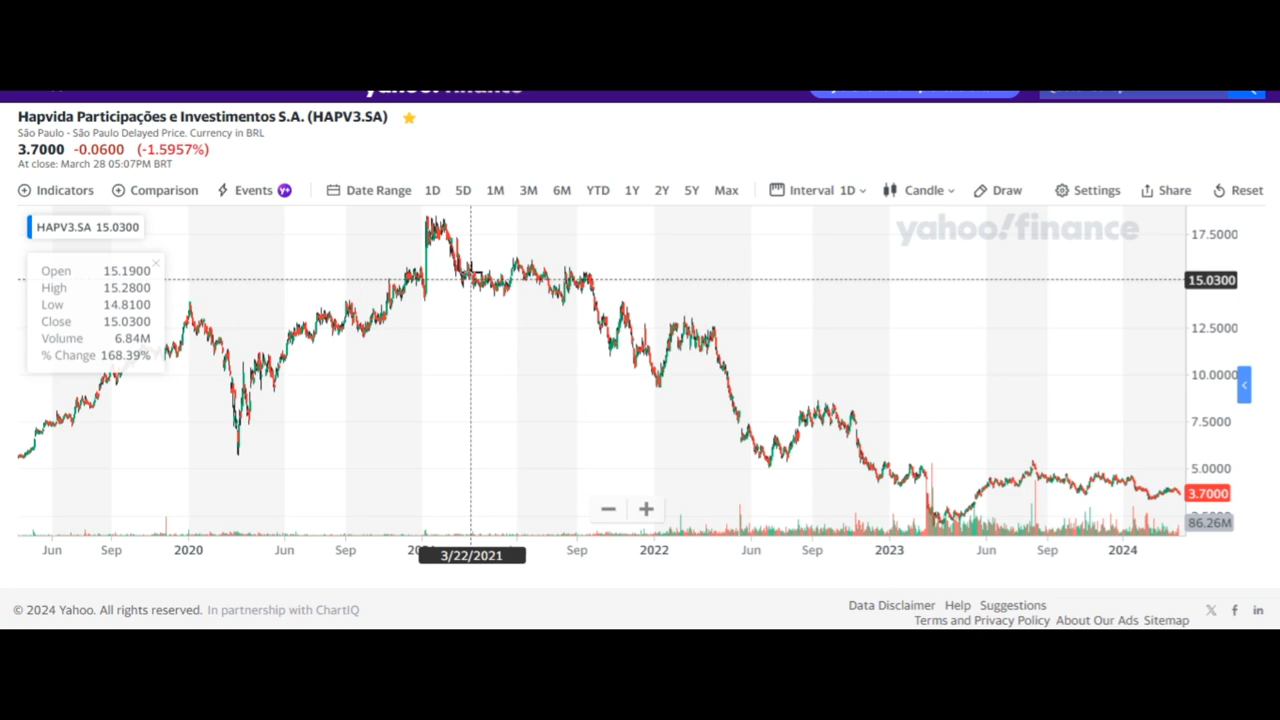 Hapvida Participações e Investimentos S.A. (HAPV3.SA)
São Paulo - São Paulo Delayed Price. Currency in BRL
3.7000 -0.0600 (-1.5957%)
At close: March 28 05:07PM BRT
Indicators Comparison Events Y+ Date Range 1D 5D 1M 3M 6M YTD 1Y 2Y 5Y Max Interval 1D Candle Draw Settings Share Reset
HAPV3.SA 15.0300
yahoo!finance
17.5000
Open 15.1900
High 15.2800
Low 14.8100
Close 15.0300
Volume 6.84M
% Change 168.39%
15.0300
12.5000
10.0000
7.5000
5.0000
3.7000
86.26M
Jun Sep 2020 Jun Sep Sep 2022 Jun Sep 2023 Jun Sep 2024
3/22/2021
© 2024 Yahoo. All rights reserved. In partnership with ChartIQ
Data Disclaimer Help Suggestions
Terms and Privacy Policy About Our Ads Sitemap